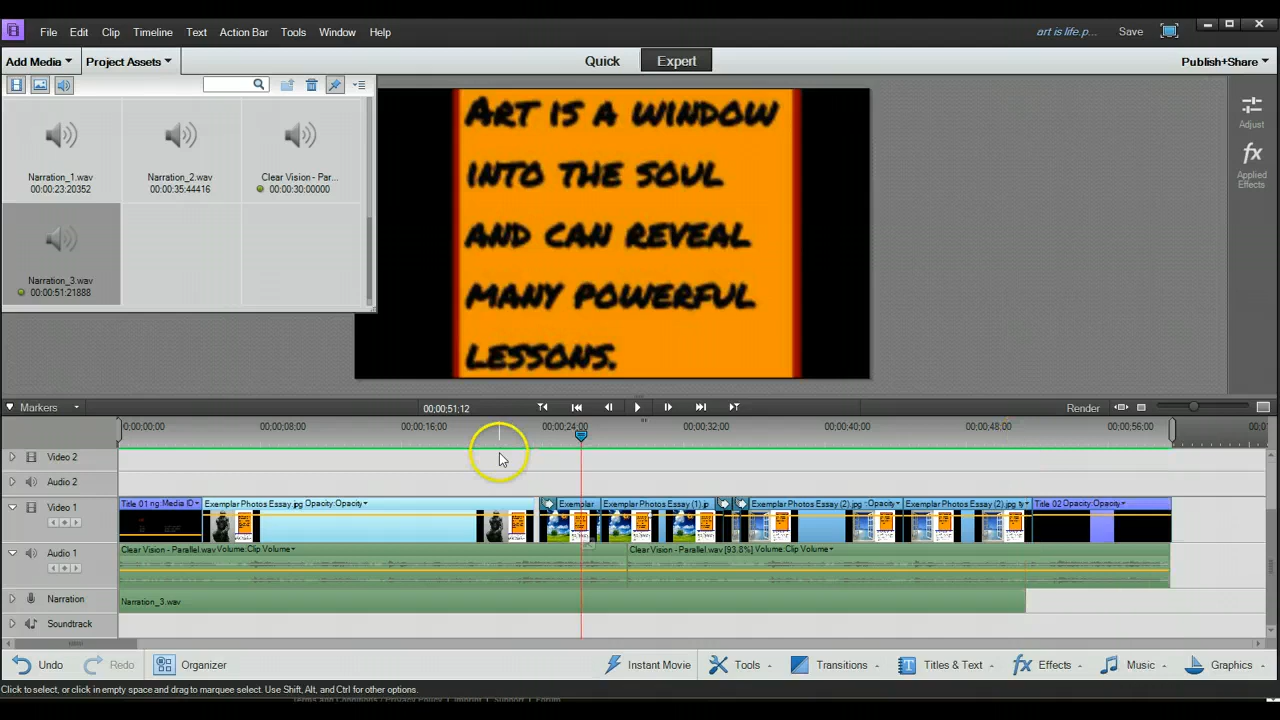 File Edit Clip Timeline Text Action Bar Tools Window Help art is life.p... Save
Add Media Project Assets Quick Expert Publish+Share
Narration_1.wav
00:00:23:20352
Narration_2.wav
00:00:35:44416
Clear Vision - Par...
00:00:30:00000
Narration_3.wav
00:00:51:21888
Art is a window
into the soul
and can reveal
many powerful
lessons.
Adjust
fx
Applied
Effects
Markers 00;00;51;12 Render
0;00;00;00 00;00;08;00 00;00;16;00 00;00;24;00 00;00;32;00 00;00;40;00 00;00;48;00 00;00;56;00
Video 2
Audio 2
Video 1
Exemplar Photos Essay.jpg Opacity:Opacity Exemplar Exemplar Photos Essay (1).jp Exemplar Photos Essay (2).jpg :Opacity Exemplar Photos Essay (2).jpg Title 02 Opacity:Opacity
Audio 1
Clear Vision - Parallel.wav Volume:Clip Volume Clear Vision - Parallel.wav [93.8%] Volume:Clip Volume
Narration
Narration_3.wav
Soundtrack
Undo Redo Organizer Instant Movie Tools Transitions Titles & Text fx Effects Music Graphics
Click to select, or click in empty space and drag to marquee select. Use Shift, Alt, and Ctrl for other options.